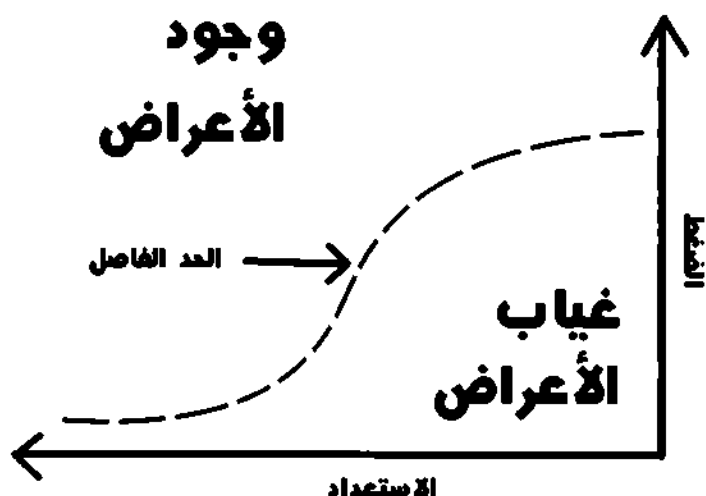 وجود
الأعراض
الضغط
الحد الفاصل
غياب
الأعراض
الاستعداد